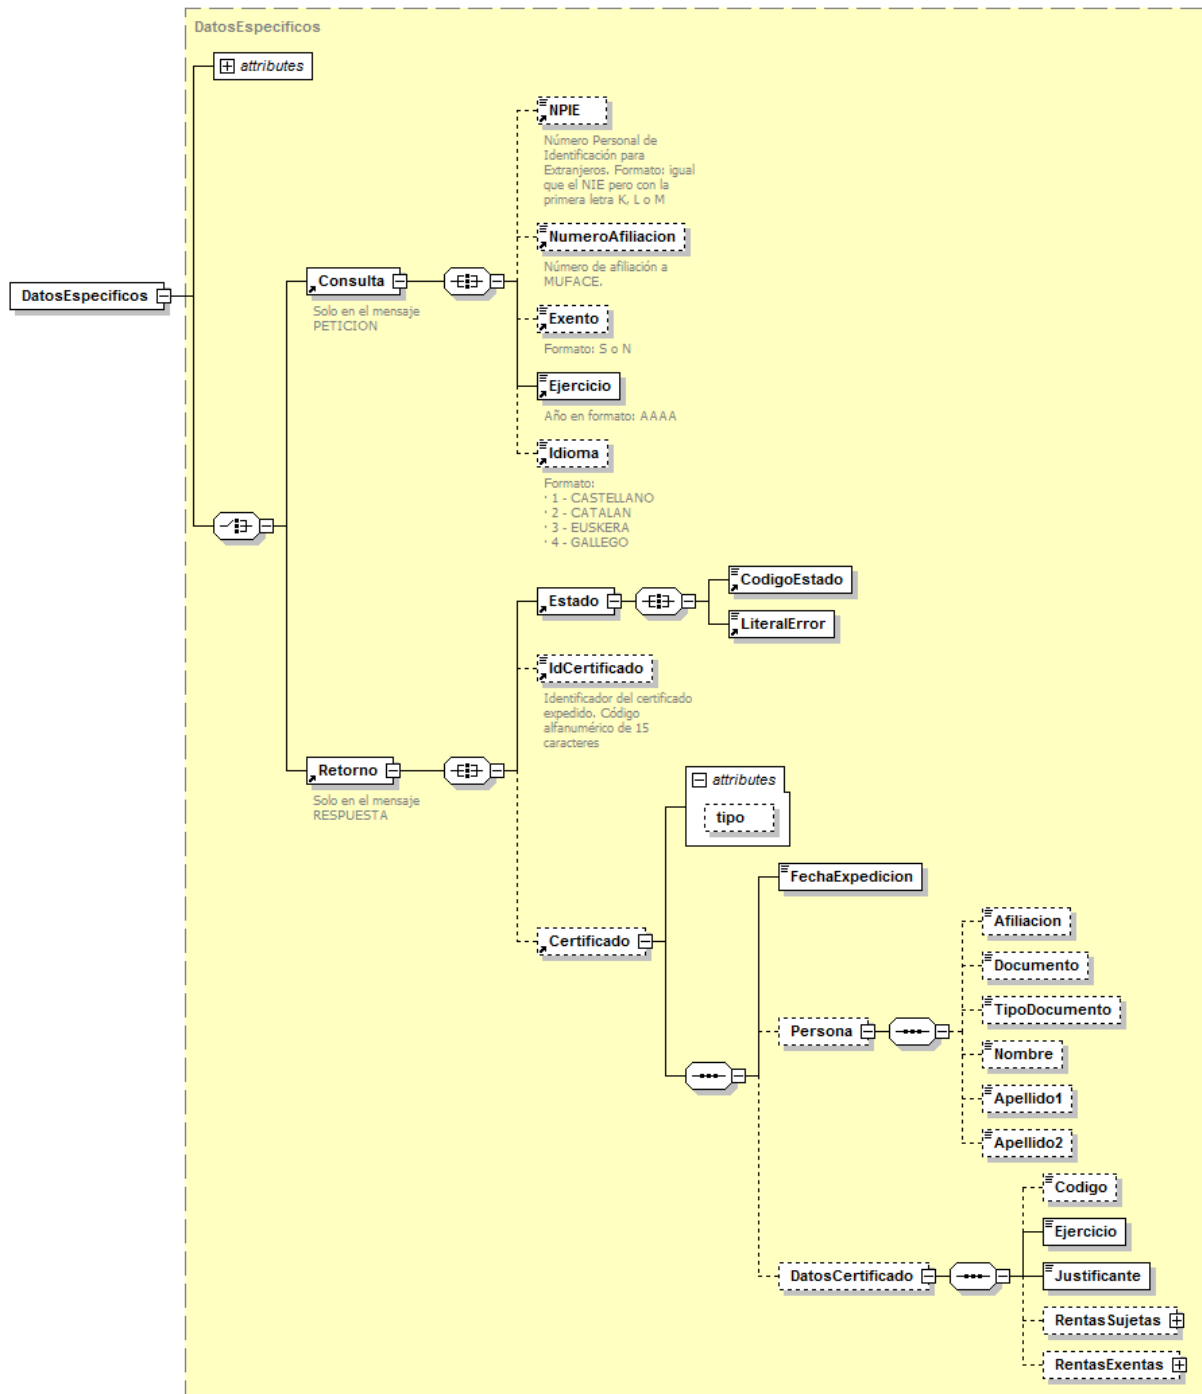 DatosEspecificos
attributes
NPIE
Número Personal de
Identificación para
Extranjeros. Formato: igual
que el NIE pero con la
primera letra K, L o M
NumeroAfiliacion
Número de afiliación a
MUFACE.
DatosEspecificos
Consulta
Solo en el mensaje
PETICION
Exento
Formato: S o N
Ejercicio
Año en formato: AAAA
Idioma
Formato:
· 1 - CASTELLANO
· 2 - CATALAN
· 3 - EUSKERA
· 4 - GALLEGO
Estado
CodigoEstado
LiteralError
IdCertificado
Identificador del certificado
expedido. Código
alfanumérico de 15
caracteres
Retorno
Solo en el mensaje
RESPUESTA
attributes
tipo
FechaExpedicion
Certificado
Afiliacion
Documento
TipoDocumento
Persona
Nombre
Apellido1
Apellido2
Codigo
Ejercicio
DatosCertificado
Justificante
RentasSujetas
RentasExentas